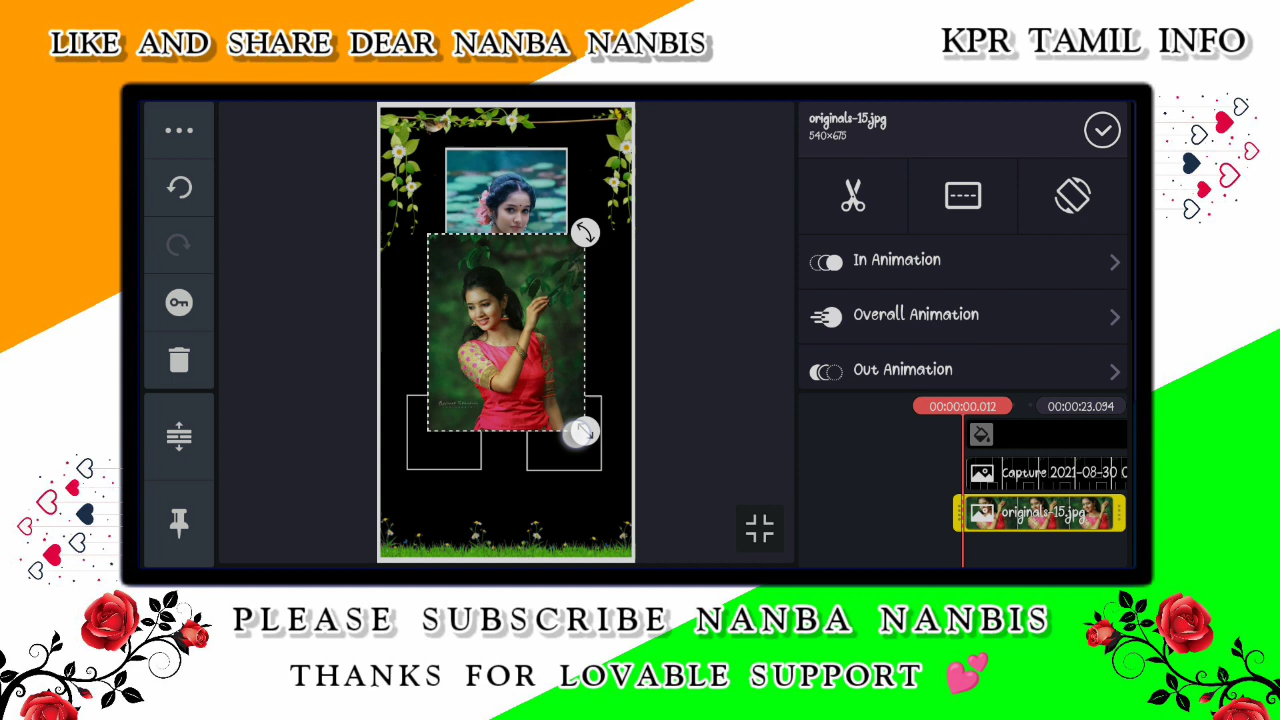 LIKE AND SHARE DEAR NANBA NANBIS
KPR TAMIL INFO
originals-15.jpg
540×675
In Animation
Overall Animation
Out Animation
00:00:00.012
00:00:23.094
Capture 2021-08-30
originals-15.jpg
PLEASE SUBSCRIBE NANBA NANBIS
THANKS FOR LOVABLE SUPPORT 💕